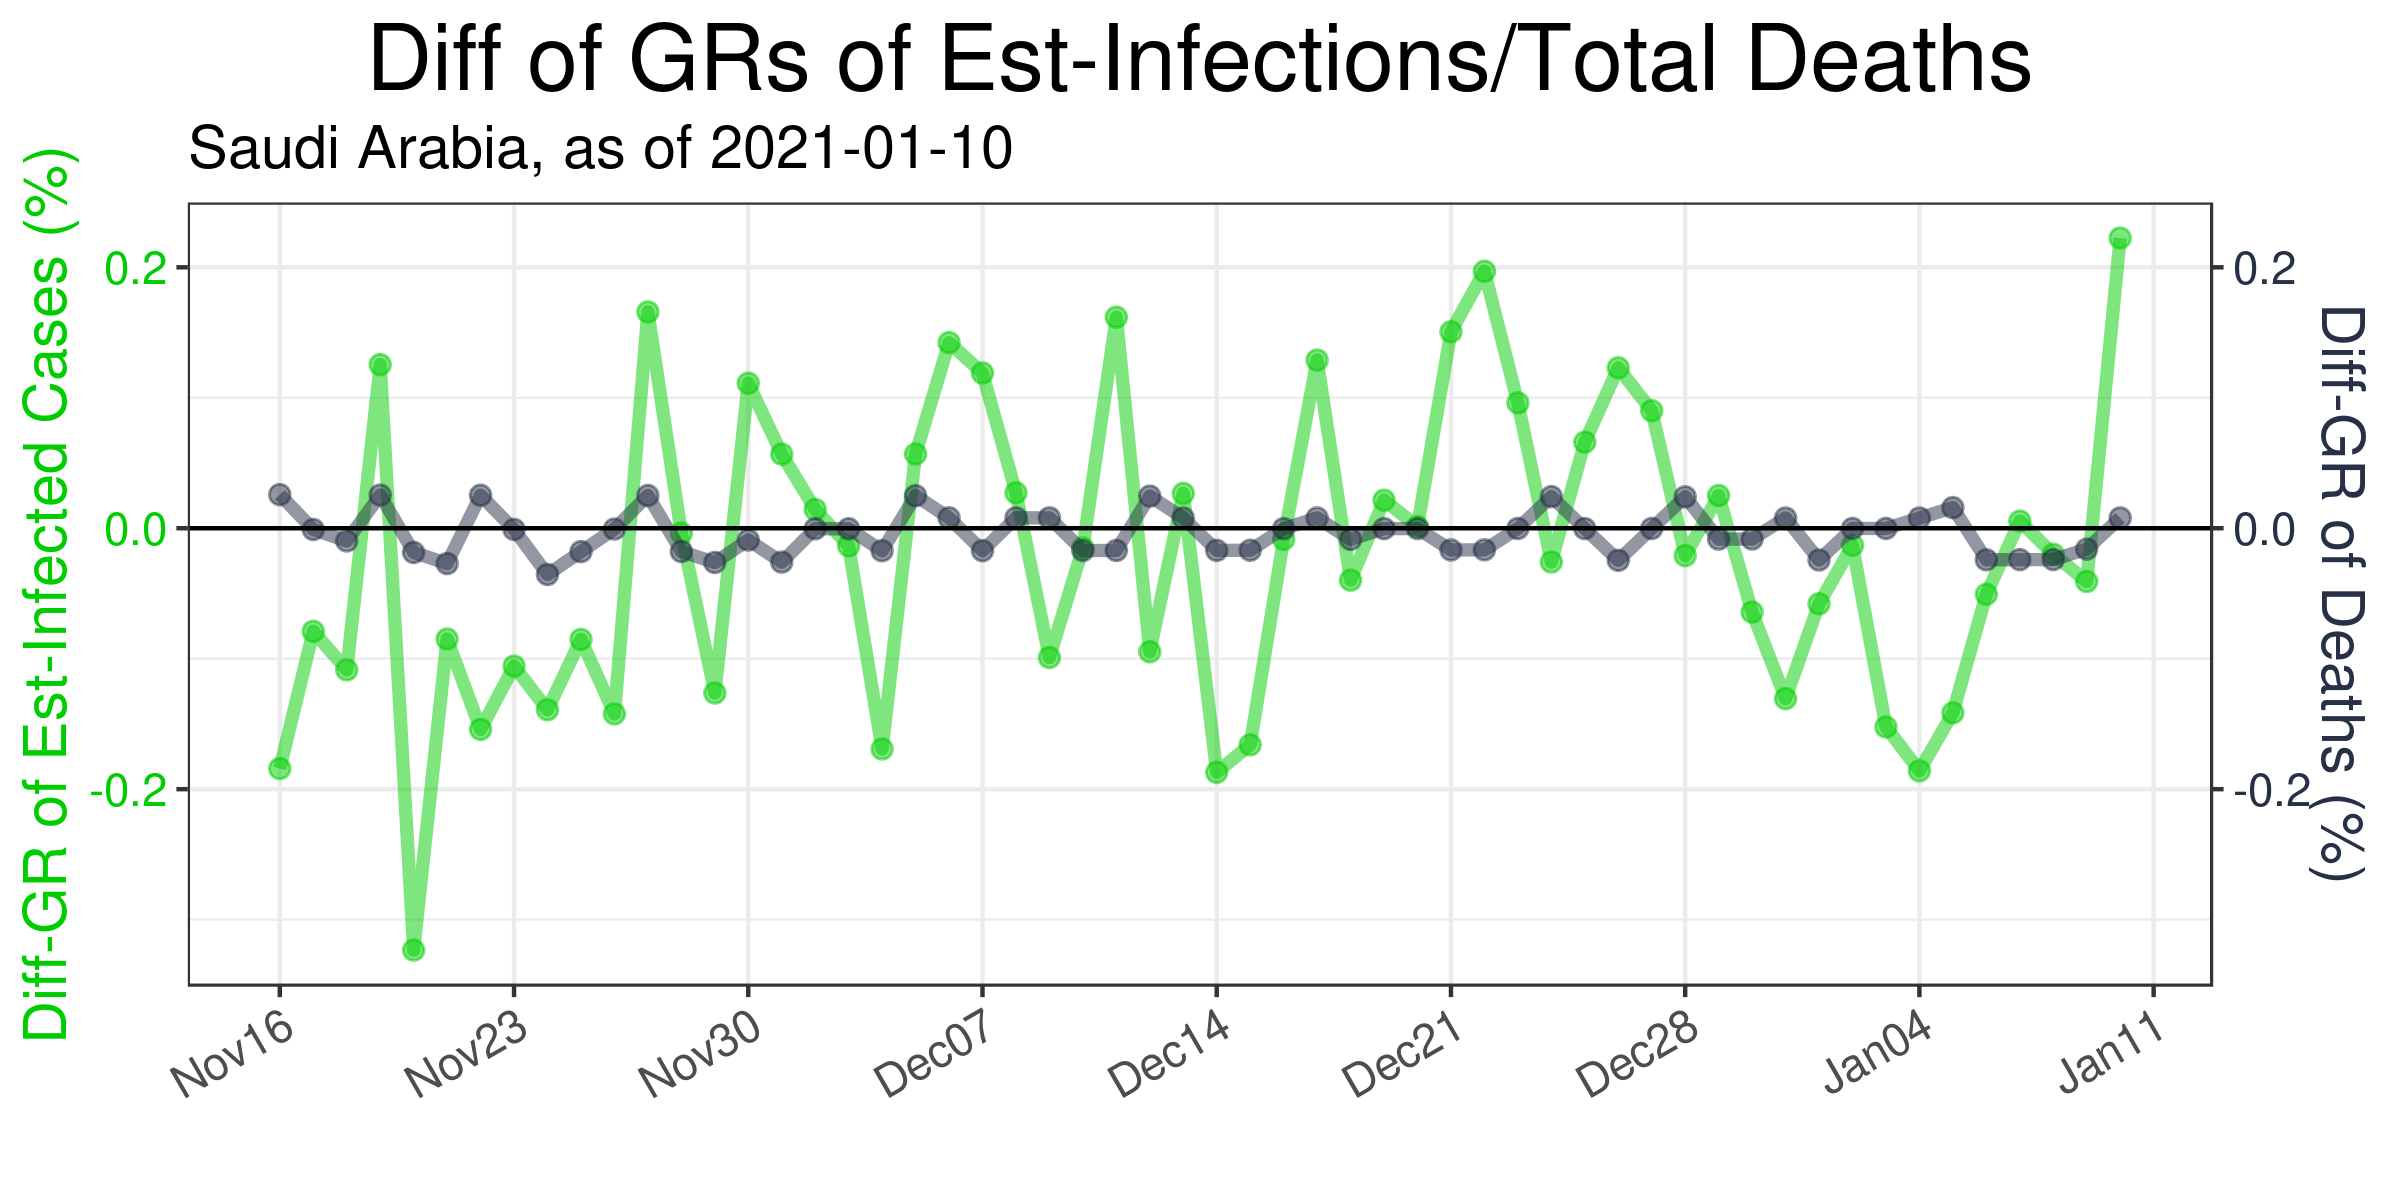 Diff of GRs of Est-Infections/Total Deaths
Saudi Arabia, as of 2021-01-10
Diff-GR of Est-Infected Cases (%)
0.2
0.0
-0.2
0.2
0.0
-0.2
Diff-GR of Deaths (%)
Nov16
Nov23
Nov30
Dec07
Dec14
Dec21
Dec28
Jan04
Jan11